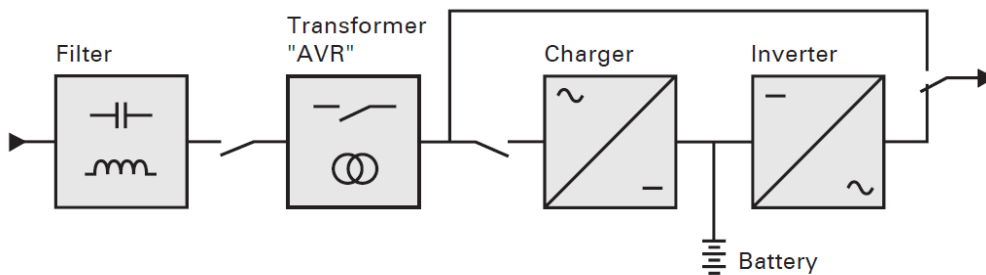 Filter
Transformer
"AVR"
Charger
Inverter
Battery